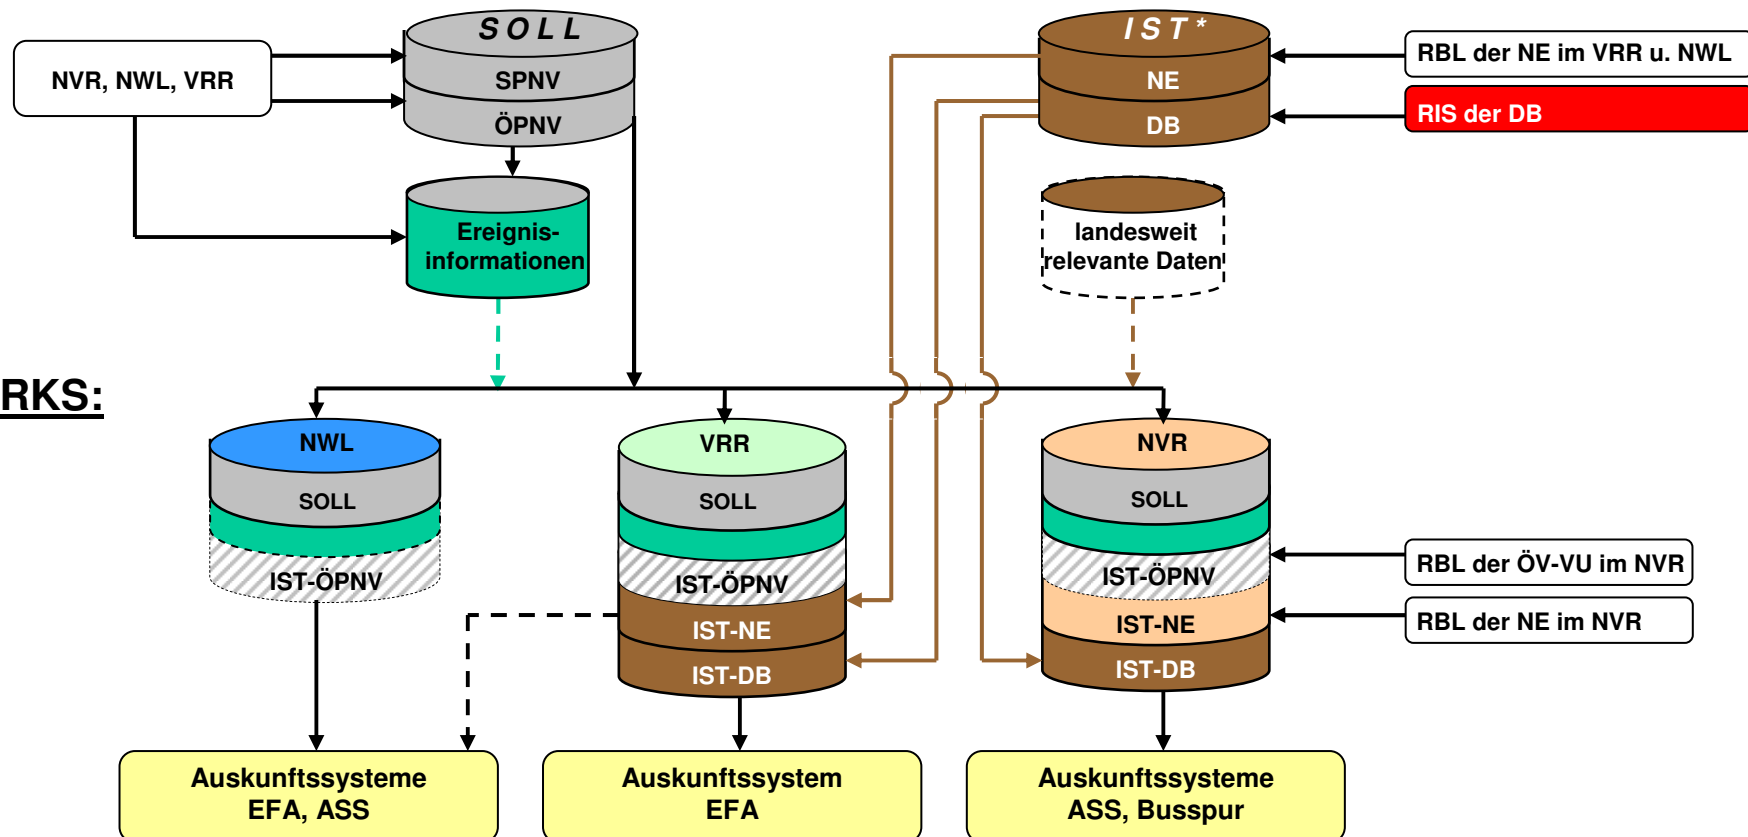 S O L L
I S T *
NVR, NWL, VRR
SPNV
ÖPNV
NE
DB
RBL der NE im VRR u. NWL
RIS der DB
Ereignis-
informationen
landesweit
relevante Daten
RKS:
NWL
SOLL
IST-ÖPNV
VRR
SOLL
IST-ÖPNV
IST-NE
IST-DB
NVR
SOLL
IST-ÖPNV
IST-NE
IST-DB
RBL der ÖV-VU im NVR
RBL der NE im NVR
Auskunftssysteme
EFA, ASS
Auskunftssystem
EFA
Auskunftssysteme
ASS, Busspur